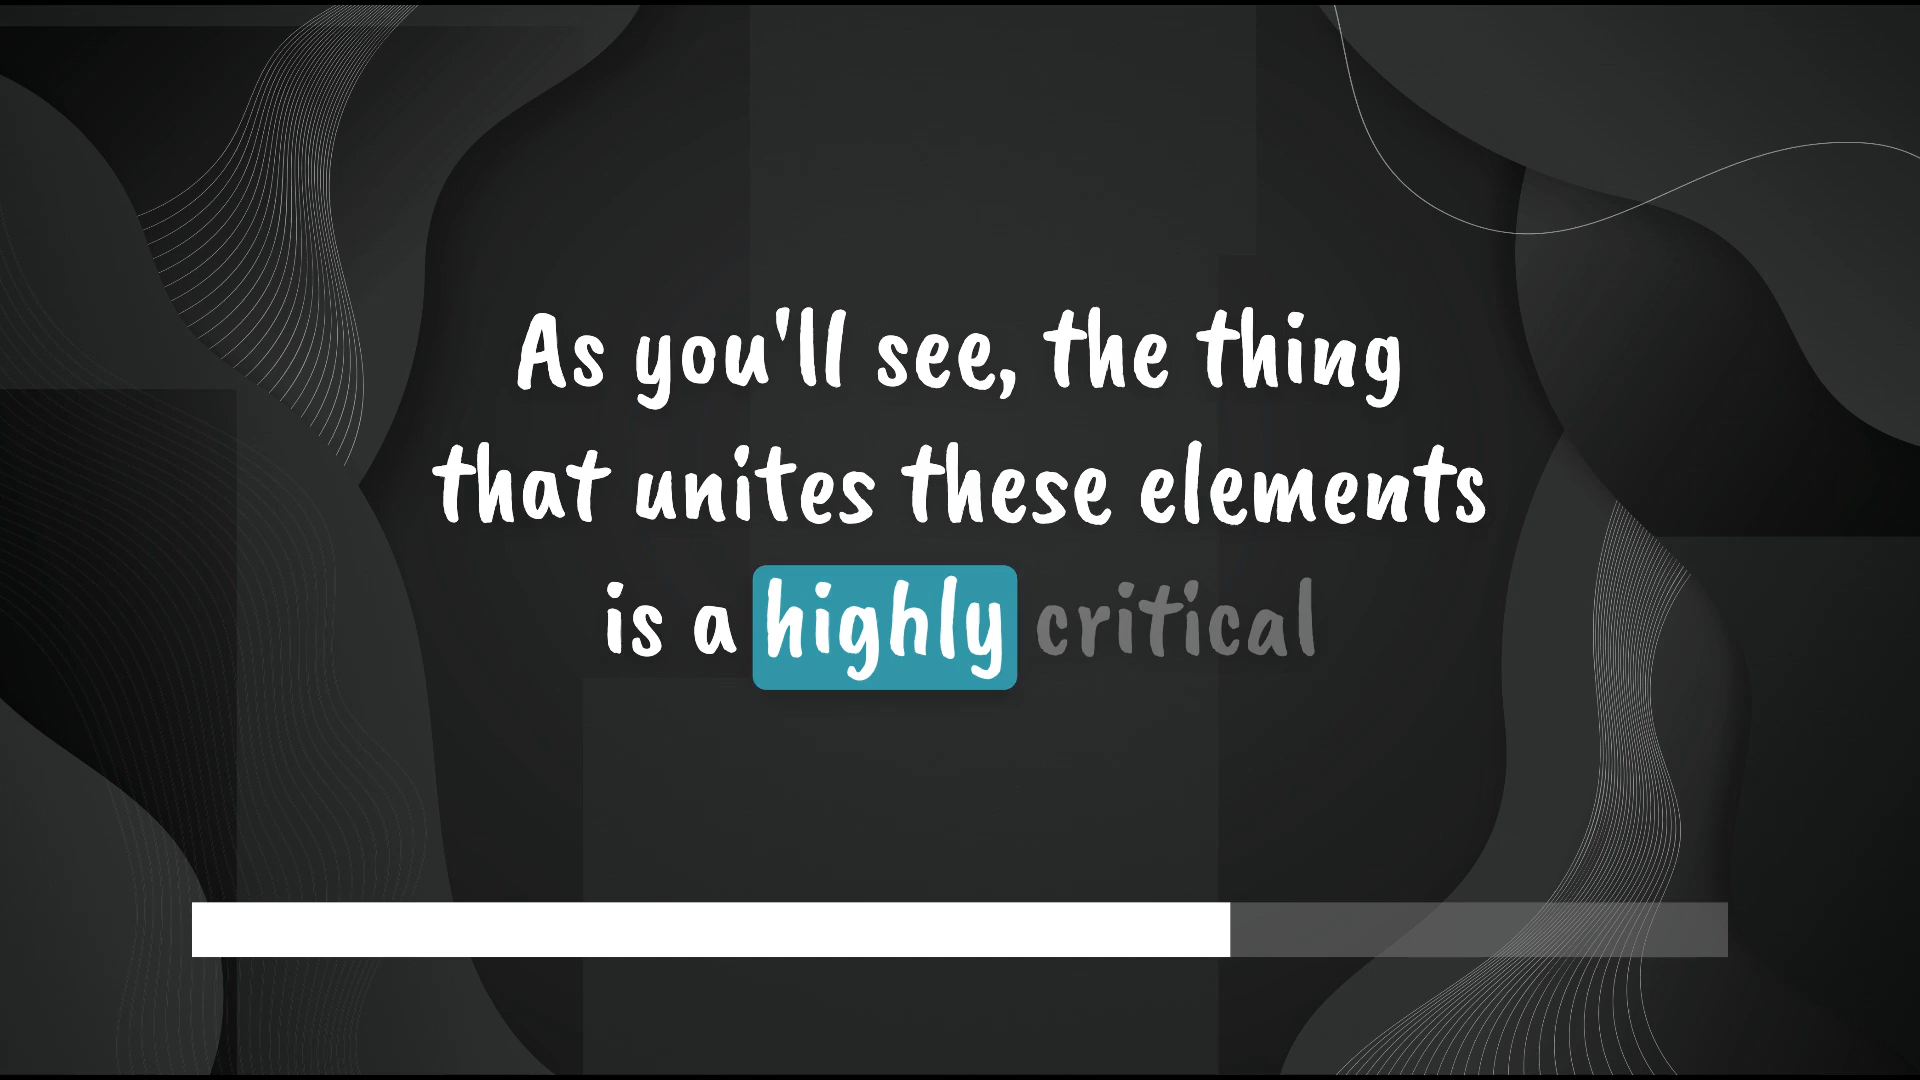 As you'll see, the thing
that unites these elements
is a highly critical